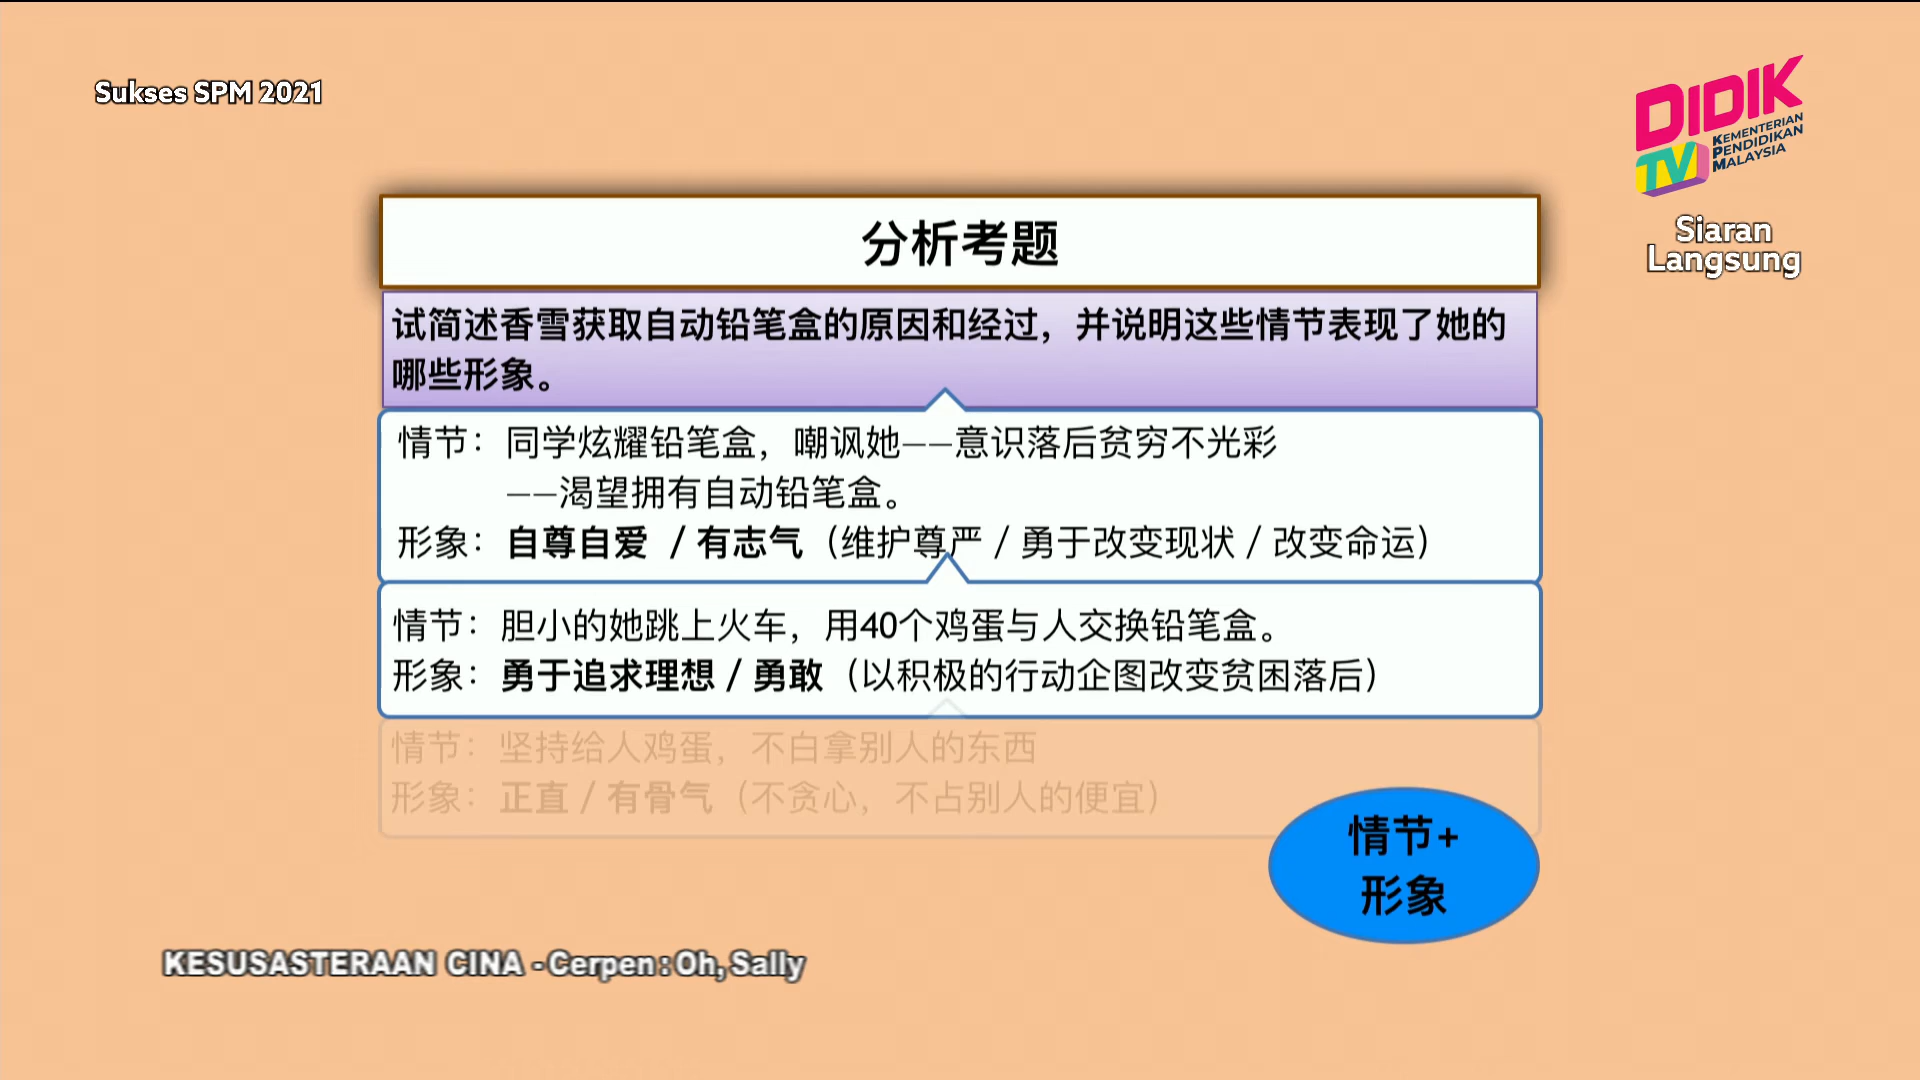 Sukses SPM 2021
DIDIK
TV
KEMENTERIAN
PENDIDIKAN
MALAYSIA
Siaran
Langsung
分析考题
试简述香雪获取自动铅笔盒的原因和经过，并说明这些情节表现了她的
哪些形象。
情节：同学炫耀铅笔盒，嘲讽她——意识落后贫穷不光彩
——渴望拥有自动铅笔盒。
形象：自尊自爱 / 有志气（维护尊严 / 勇于改变现状 / 改变命运）
情节：胆小的她跳上火车，用40个鸡蛋与人交换铅笔盒。
形象：勇于追求理想 / 勇敢（以积极的行动企图改变贫困落后）
情节：坚持给人鸡蛋，不白拿别人的东西
形象：正直 / 有骨气（不贪心，不占别人的便宜）
情节+
形象
KESUSASTERAAN CINA - Cerpen : Oh, Sally